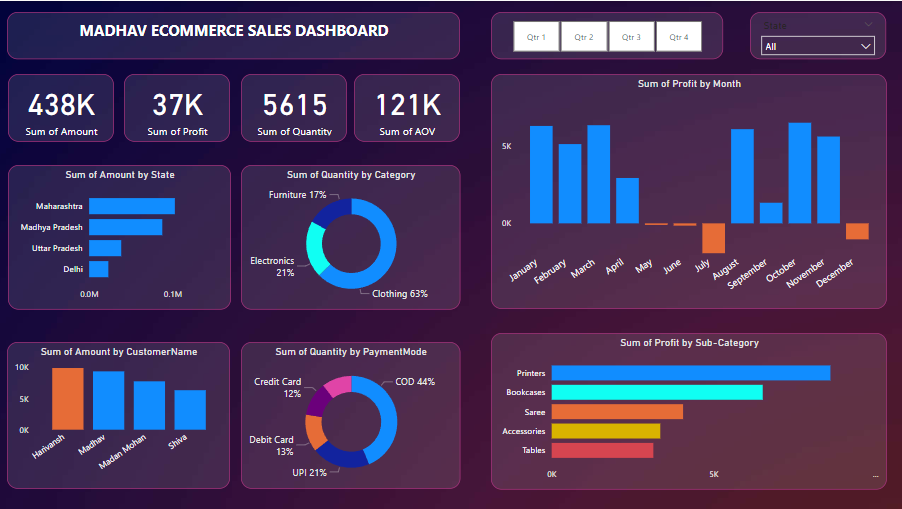 MADHAV ECOMMERCE SALES DASHBOARD
Qtr 1
Qtr 2
Qtr 3
Qtr 4
State
All
438K
Sum of Amount
37K
Sum of Profit
5615
Sum of Quantity
121K
Sum of AOV
Sum of Profit by Month
5K
0K
January
February
March
April
May
June
July
August
September
October
November
December
Sum of Amount by State
Maharashtra
Madhya Pradesh
Uttar Pradesh
Delhi
0.0M
0.1M
Sum of Quantity by Category
Furniture 17%
Electronics
21%
Clothing 63%
Sum of Amount by CustomerName
10K
5K
0K
Harivansh
Madhav
Madan Mohan
Shiva
Sum of Quantity by PaymentMode
Credit Card
12%
COD 44%
Debit Card
13%
UPI 21%
Sum of Profit by Sub-Category
Printers
Bookcases
Saree
Accessories
Tables
0K
5K
...